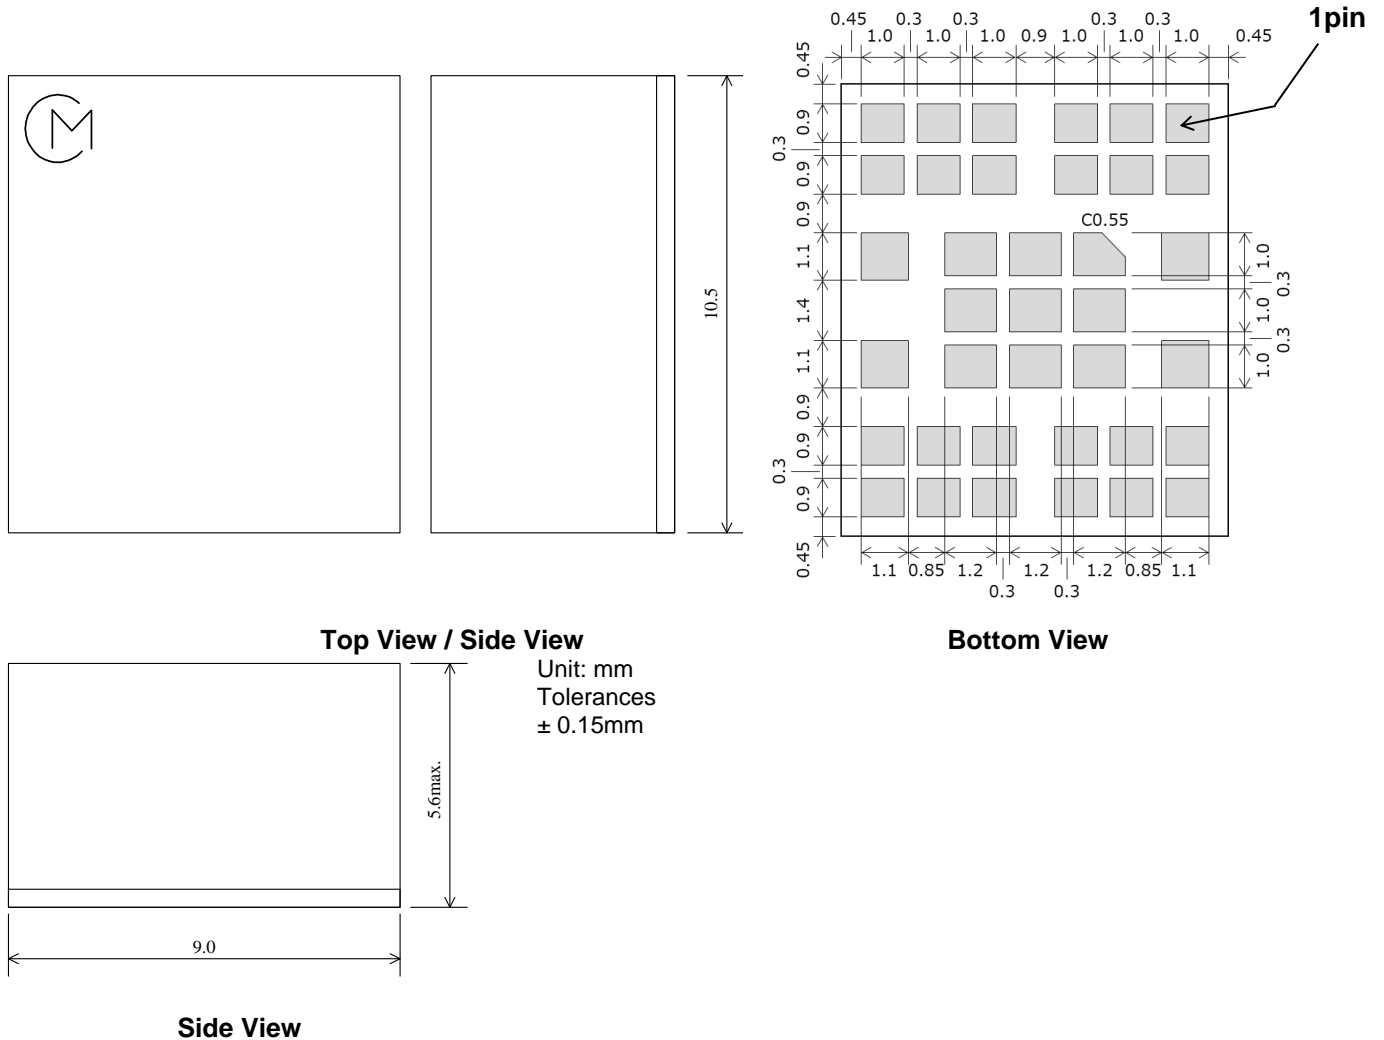 1pin
0.45 0.3 0.3 0.3 0.3
1.0 1.0 1.0 0.9 1.0 1.0 1.0 0.45
0.45
0.9
0.3
0.9
0.9
1.1
1.4
1.1
0.9
0.9
0.3
0.9
0.45
C0.55
1.0
0.3
1.0
0.3
1.0
1.1 0.85 1.2 1.2 1.2 0.85 1.1
0.3 0.3
CM
10.5
Top View / Side View
Bottom View
Unit: mm
Tolerances
± 0.15mm
5.6max.
9.0
Side View